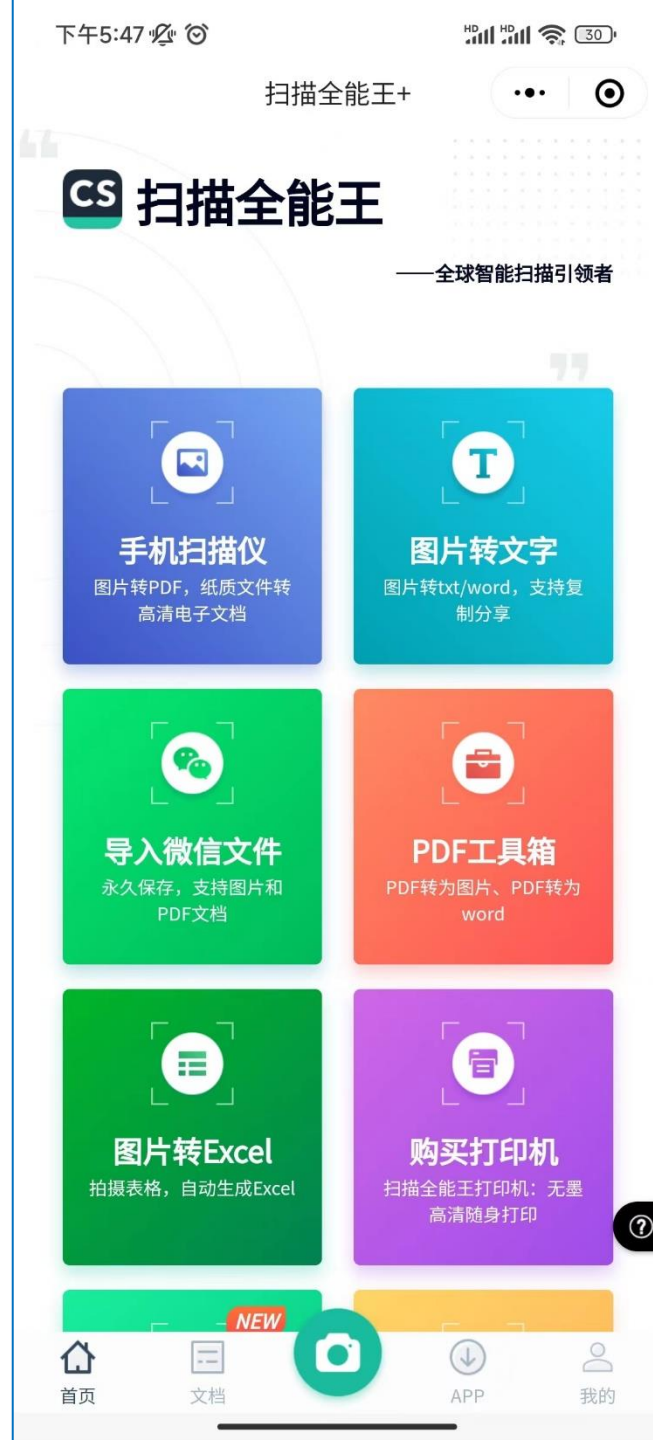 下午5:47
HD HD 30
扫描全能王+
CS 扫描全能王
——全球智能扫描引领者
手机扫描仪
图片转PDF，纸质文件转
高清电子文档
T
图片转文字
图片转txt/word，支持复
制分享
导入微信文件
永久保存，支持图片和
PDF文档
PDF工具箱
PDF转为图片、PDF转为
word
图片转Excel
拍摄表格，自动生成Excel
购买打印机
扫描全能王打印机：无墨
高清随身打印
?
NEW
首页
文档
APP
我的